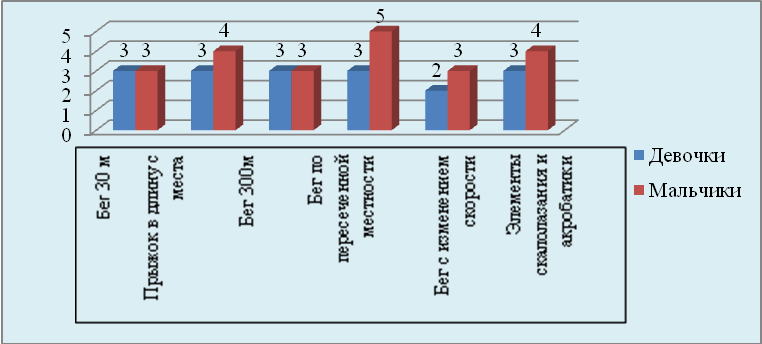 5
4
3
2
1
0
3 3
3 4
3 3
3 5
2 3
3 4
Бег 30 м
Прыжок в длину с
места
Бег 300м
Бег по
пересеченной
местности
Бег с изменением
скорости
Элементы
скалолазания и
акробатики
Девочки
Мальчики